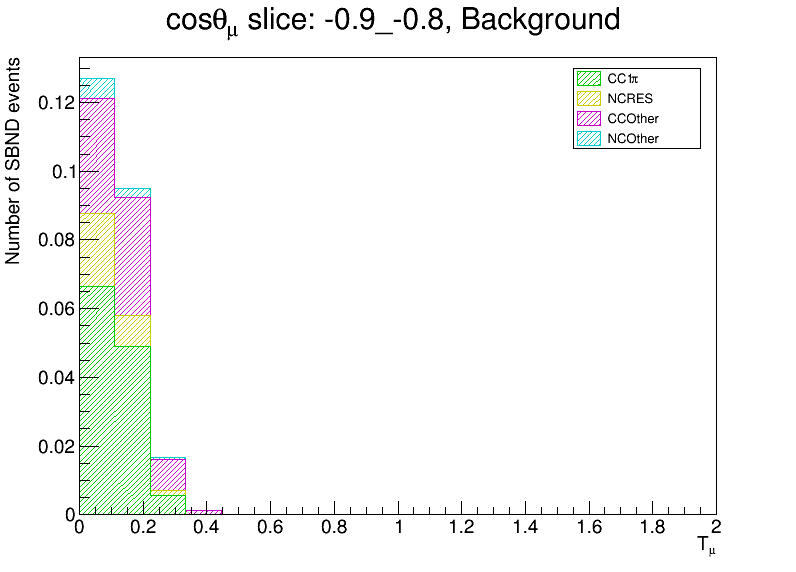 cosθμ slice: -0.9_-0.8, Background
Number of SBND events
CC1π
NCRES
CCOther
NCOther
0.12
0.1
0.08
0.06
0.04
0.02
0
0 0.2 0.4 0.6 0.8 1 1.2 1.4 1.6 1.8 2
Tμ